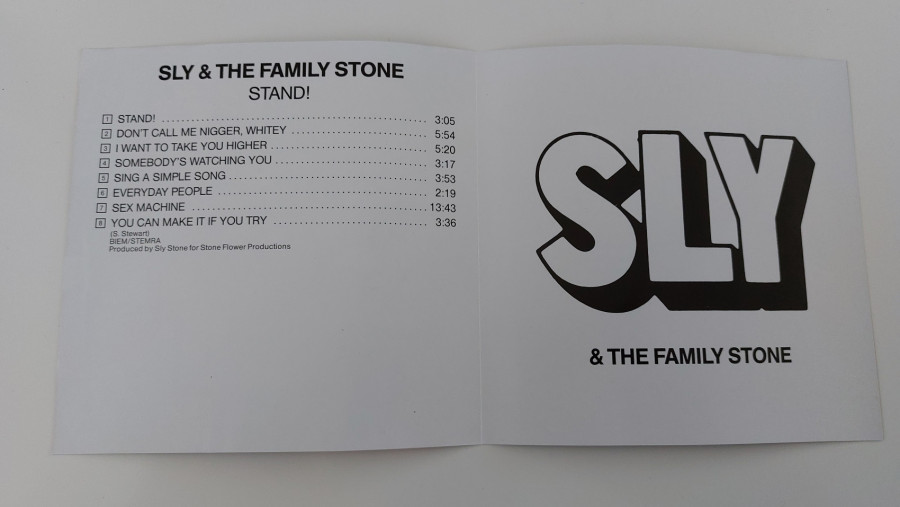 SLY & THE FAMILY STONE
STAND!
1 STAND! 3:05
2 DON'T CALL ME NIGGER, WHITEY 5:54
3 I WANT TO TAKE YOU HIGHER 5:20
4 SOMEBODY'S WATCHING YOU 3:17
5 SING A SIMPLE SONG 3:53
6 EVERYDAY PEOPLE 2:19
7 SEX MACHINE 13:43
8 YOU CAN MAKE IT IF YOU TRY 3:36
(S. Stewart)
BIEM/STEMRA
Produced by Sly Stone for Stone Flower Productions
SLY
& THE FAMILY STONE